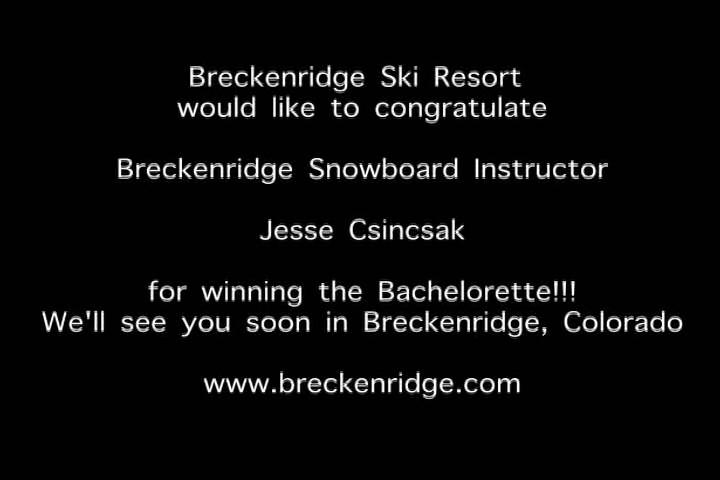 Breckenridge Ski Resort
would like to congratulate
Breckenridge Snowboard Instructor
Jesse Csincsak
for winning the Bachelorette!!!
We'll see you soon in Breckenridge, Colorado
www.breckenridge.com